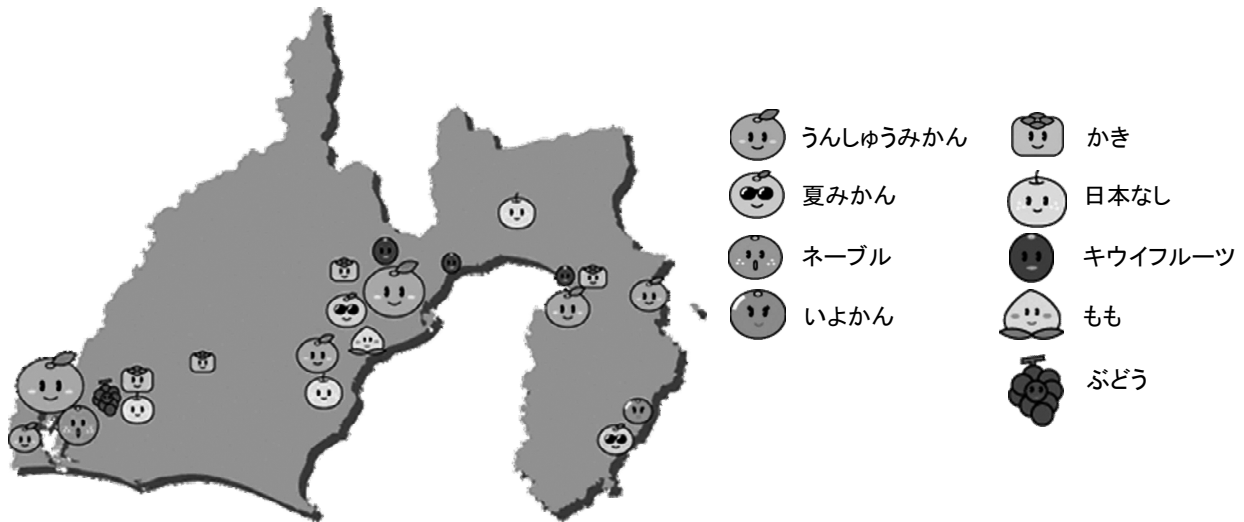 うんしゅうみかん
夏みかん
ネーブル
いよかん
かき
日本なし
キウイフルーツ
もも
ぶどう